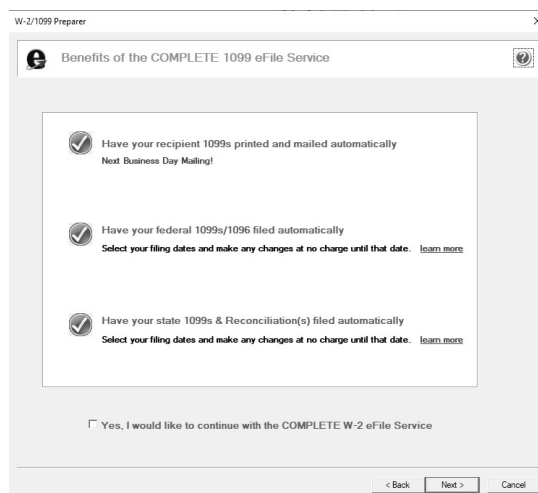 W-2/1099 Preparer
Benefits of the COMPLETE 1099 eFile Service
Have your recipient 1099s printed and mailed automatically
Next Business Day Mailing!
Have your federal 1099s/1096 filed automatically
Select your filing dates and make any changes at no charge until that date. learn more
Have your state 1099s & Reconciliation(s) filed automatically
Select your filing dates and make any changes at no charge until that date. learn more
Yes, I would like to continue with the COMPLETE W-2 eFile Service
< Back Next > Cancel